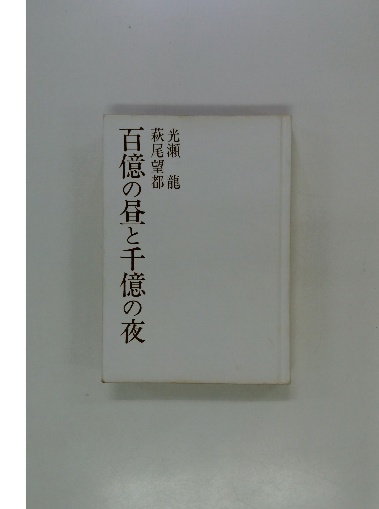 光瀬 龍
萩尾望都
百億の昼と千億の夜